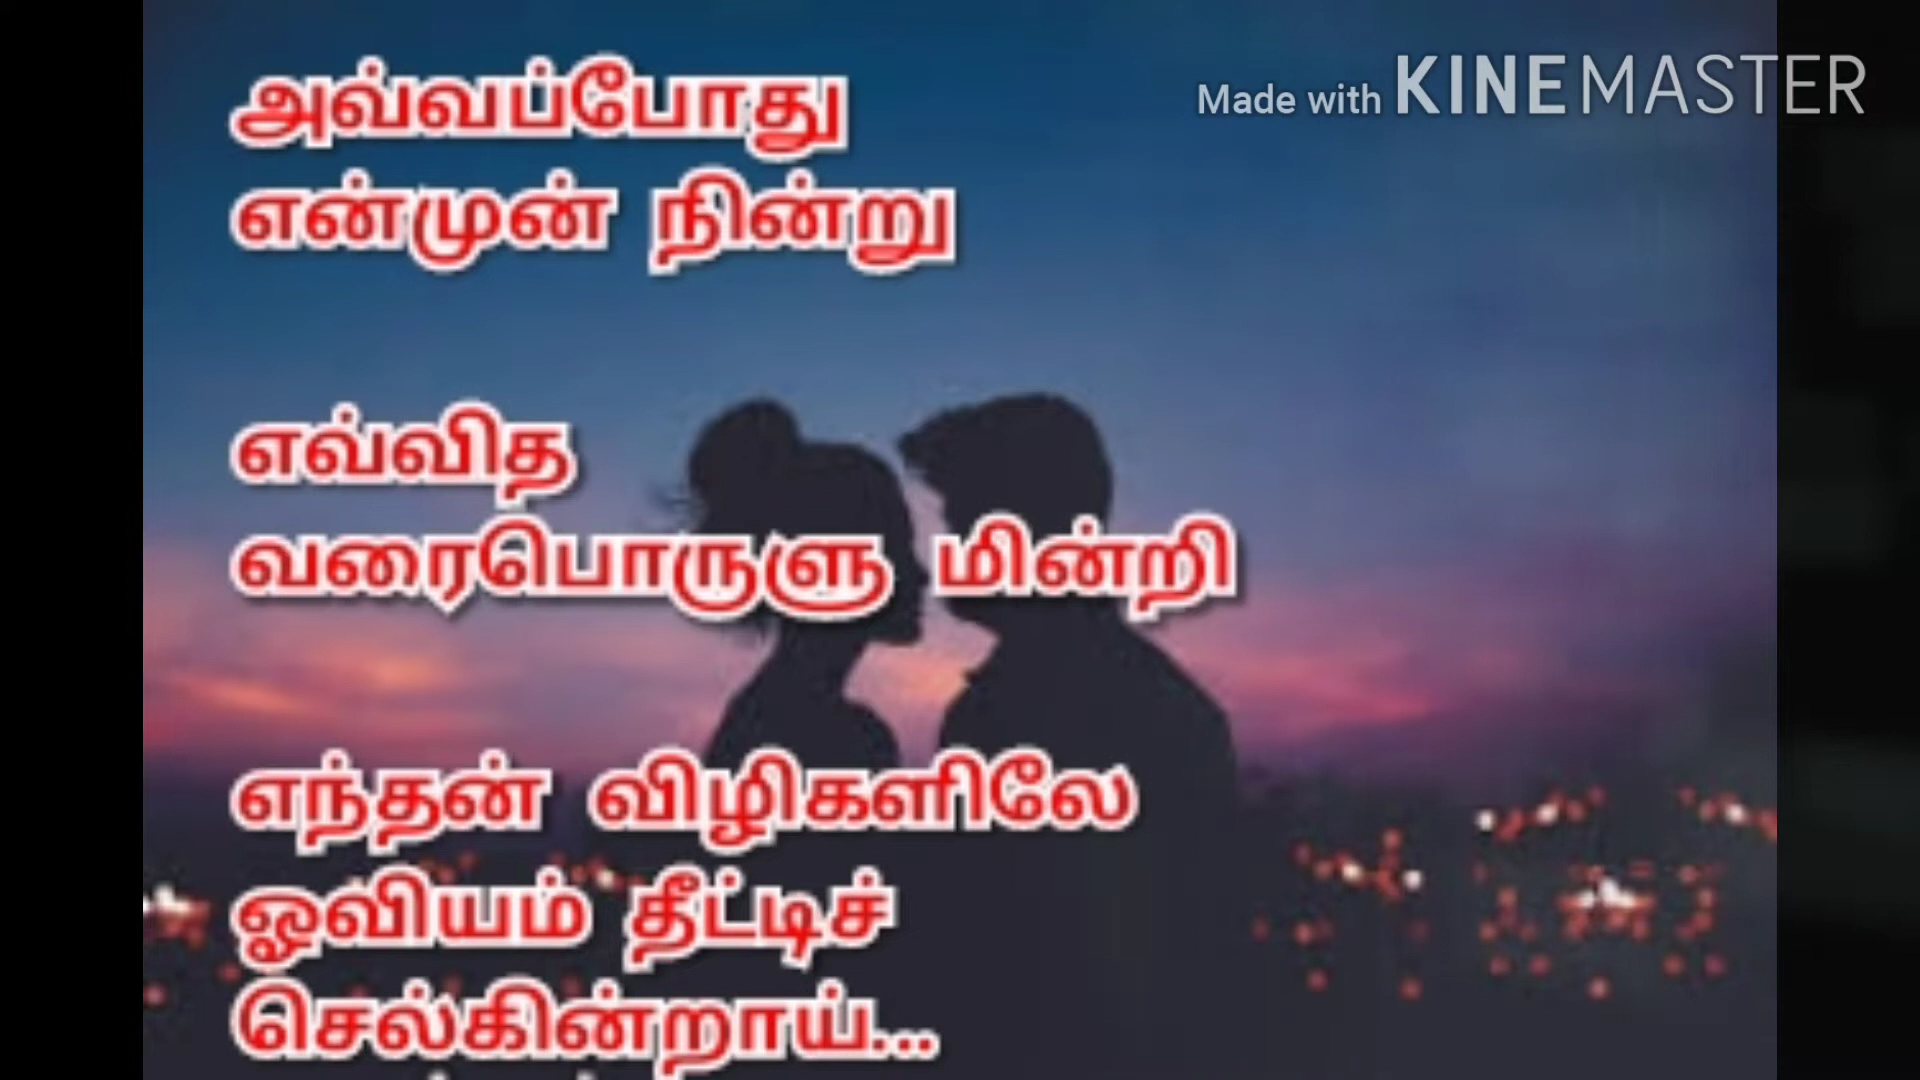 அவ்வப்போது
Made with KINEMASTER
என்முன் நின்று
எவ்வித
வரைபொருளு மின்றி
எந்தன் விழிகளிலே
ஓவியம் தீட்டிச்
செல்கின்றாய்...